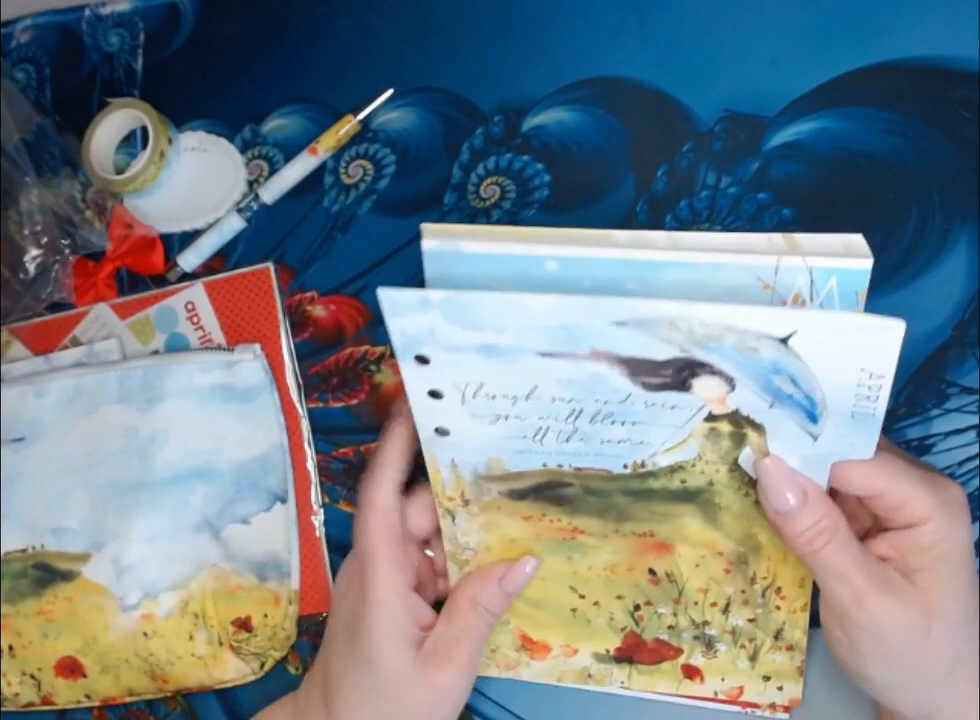 april
Through sun and rain,
you will bloom
all the same
APRIL